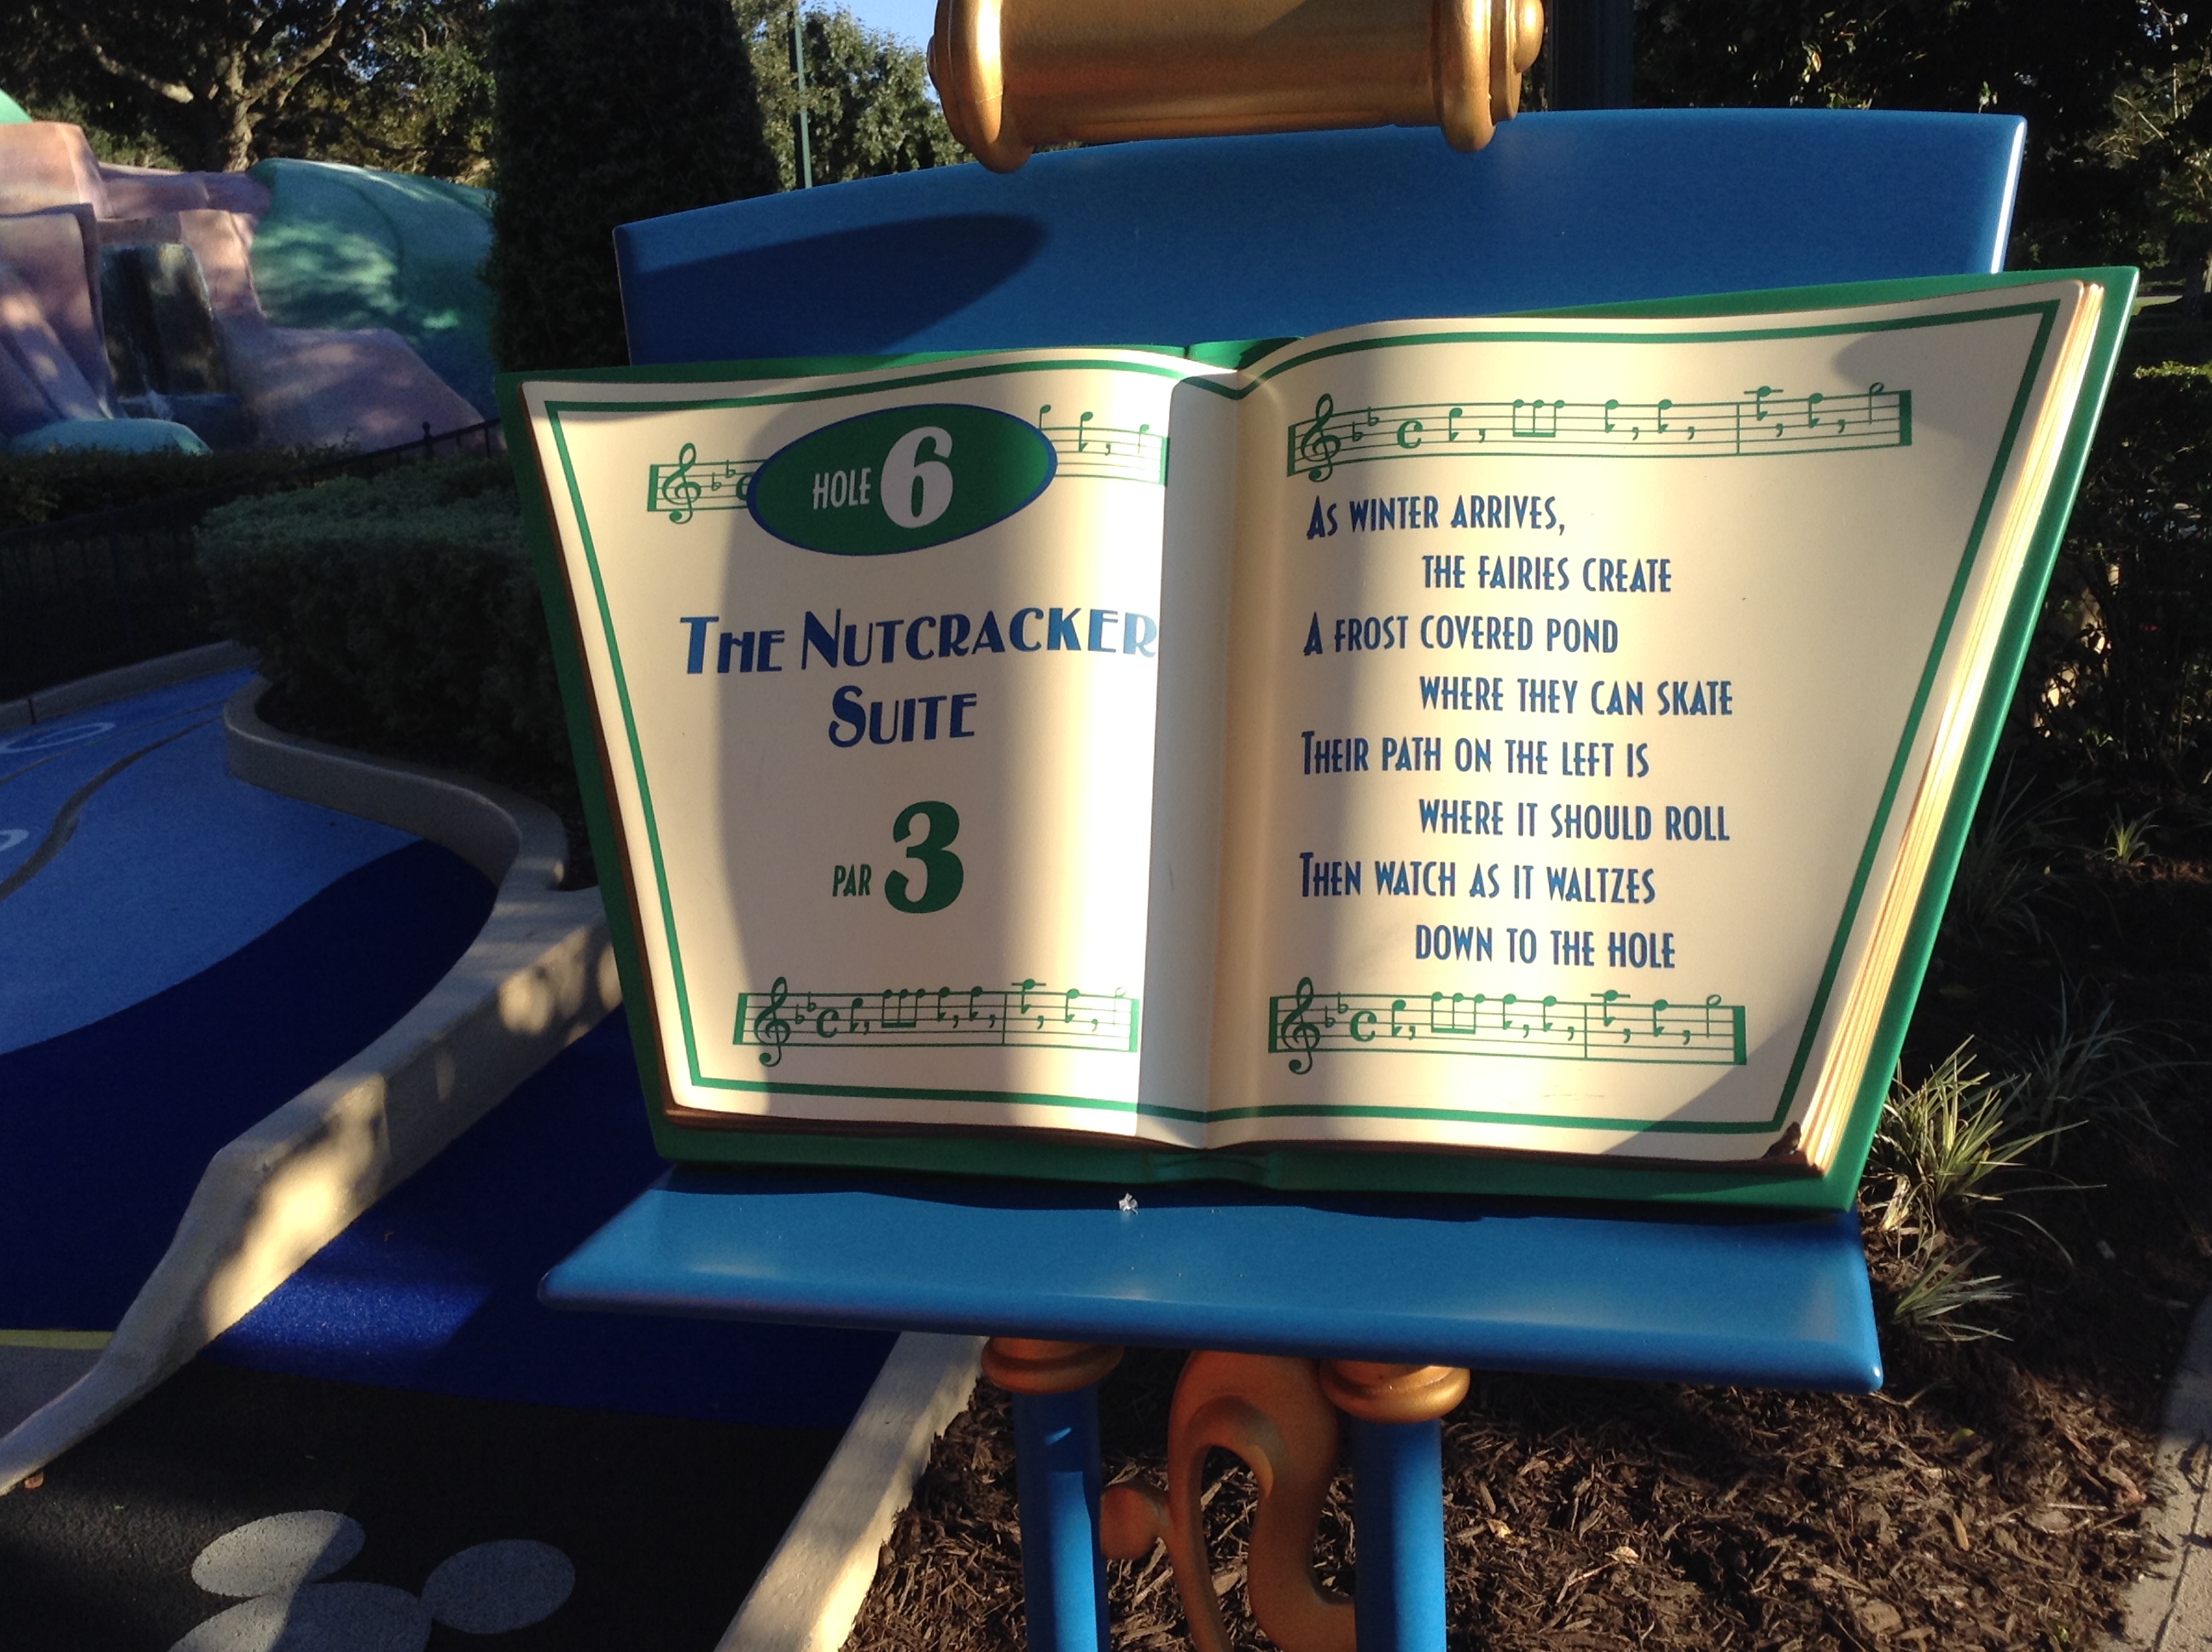 HOLE 6
THE NUTCRACKER
SUITE
PAR 3
AS WINTER ARRIVES,
THE FAIRIES CREATE
A FROST COVERED POND
WHERE THEY CAN SKATE
THEIR PATH ON THE LEFT IS
WHERE IT SHOULD ROLL
THEN WATCH AS IT WALTZES
DOWN TO THE HOLE